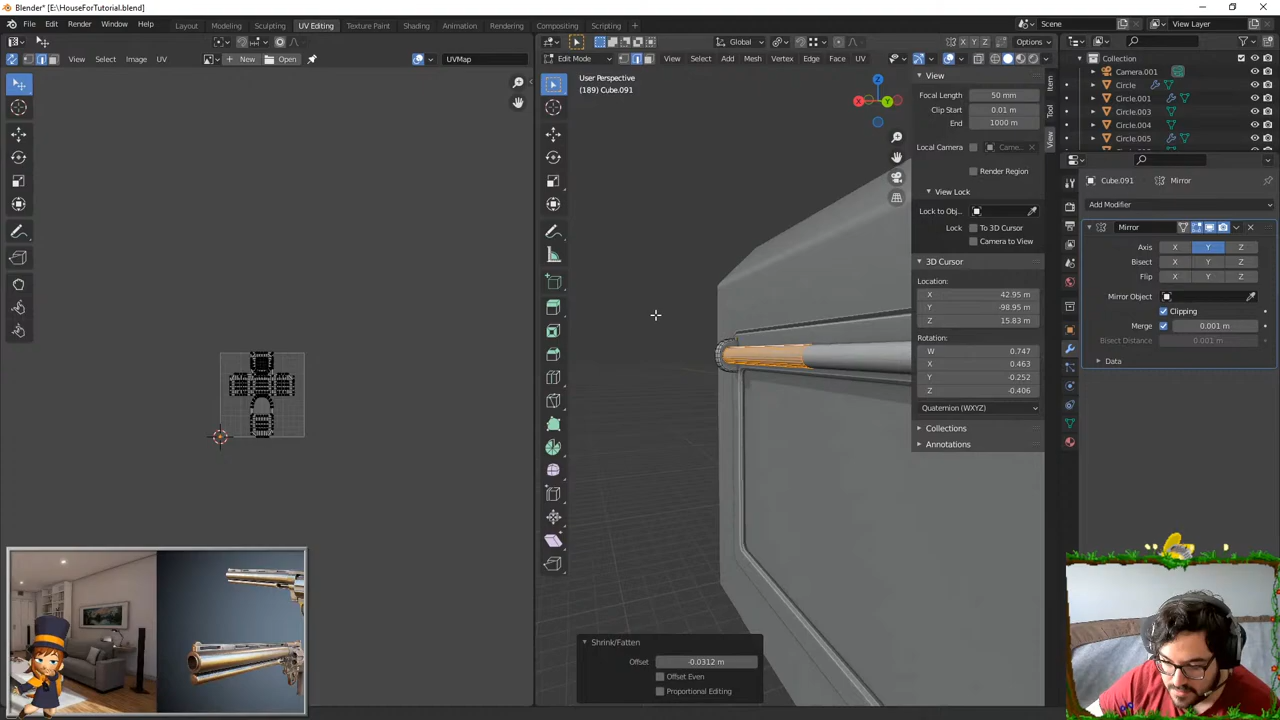 Blender* [E:\HouseForTutorial.blend]
File Edit Render Window Help Layout Modeling Sculpting UV Editing Texture Paint Shading Animation Rendering Compositing Scripting Scene View Layer
Global Options
View Select Image UV New Open UVMap Edit Mode View Select Add Mesh Vertex Edge Face UV
User Perspective
(189) Cube.091
X Y Z
View
Focal Length 50 mm
Clip Start 0.01 m
End 1000 m
Local Camera Came...
Render Region
View Lock
Lock to Obj...
Lock To 3D Cursor
Camera to View
3D Cursor
Location:
X 42.95 m
Y -98.95 m
Z 15.83 m
Rotation:
W 0.747
X 0.463
Y -0.252
Z -0.406
Quaternion (WXYZ)
Collections
Annotations
Item
Tool
View
Collection
Camera.001
Circle
Circle.001
Circle.003
Circle.004
Circle.005
Cube.091 Mirror
Add Modifier
Mirror
Axis X Y Z
Bisect X Y Z
Flip X Y Z
Mirror Object
Clipping
Merge 0.001 m
Bisect Distance 0.001 m
Data
Shrink/Fatten
Offset -0.0312 m
Offset Even
Proportional Editing